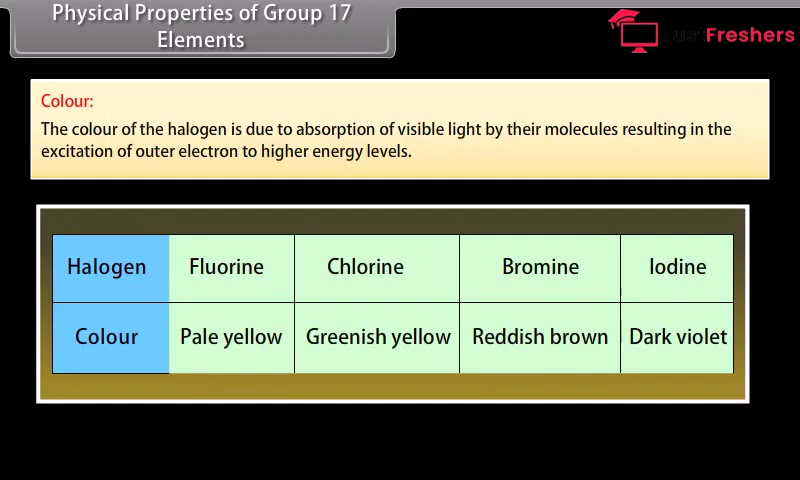 Physical Properties of Group 17
Elements
Freshers
Colour:
The colour of the halogen is due to absorption of visible light by their molecules resulting in the
excitation of outer electron to higher energy levels.
Halogen Fluorine Chlorine Bromine Iodine
Colour Pale yellow Greenish yellow Reddish brown Dark violet